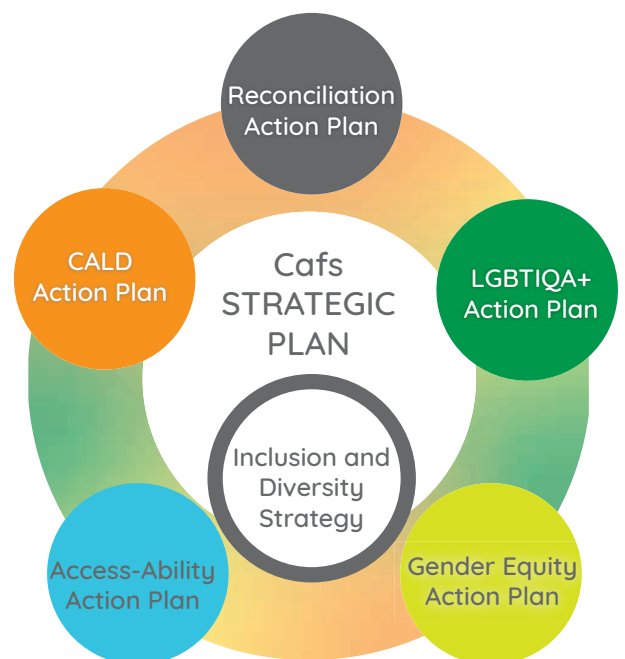 Reconciliation
Action Plan
CALD
Action Plan
Cafs
STRATEGIC
PLAN
LGBTIQA+
Action Plan
Inclusion and
Diversity
Strategy
Access-Ability
Action Plan
Gender Equity
Action Plan